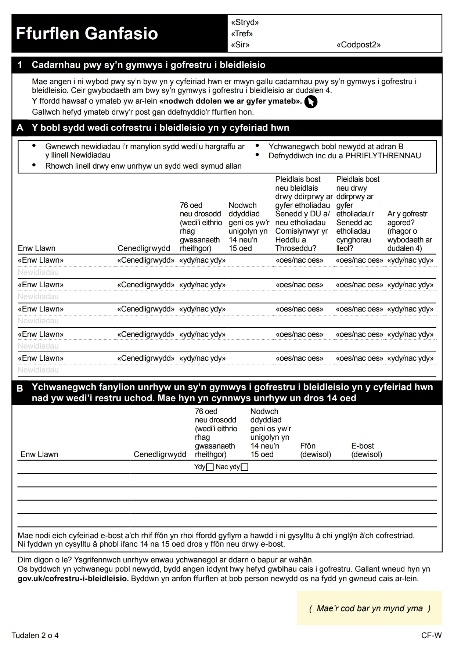 Ffurflen Ganfasio
«Stryd»
«Tref»
«Sir» «Codpost2»
1 Cadarnhau pwy sy'n gymwys i gofrestru i bleidleisio
Mae angen i ni wybod pwy sy'n byw yn y cyfeiriad hwn er mwyn gallu cadarnhau pwy sy'n gymwys i gofrestru i
bleidleisio. Ceir gwybodaeth am bwy sy'n gymwys i gofrestru i bleidleisio ar dudalen 4.
Y ffordd hawsaf o ymateb yw ar-lein «nodwch ddolen we ar gyfer ymateb».
Gallwch hefyd ymateb drwy'r post gan ddefnyddio'r ffurflen hon.
A Y bobl sydd wedi cofrestru i bleidleisio yn y cyfeiriad hwn
Gwnewch newidiadau i'r manylion sydd wedi'u hargraffu ar
y llinell Newidiadau
Rhowch linell drwy enw unrhyw un sydd wedi symud allan
Ychwanegwch bobl newydd at adran B
Defnyddiwch inc du a PHRIFLYTHRENNAU
Enw Llawn
Cenedligrwydd
76 oed
neu drosodd
(wedi'i eithrio
rhag
gwasanaeth
rheithgor)
Nodwch
ddyddiad
geni os yw'r
unigolyn yn
14 neu'n
15 oed
Pleidlais bost
neu bleidlais
drwy ddirprwy ar
gyfer etholiadau
Senedd y DU a/
neu etholiadau
Comisiynwyr yr
Heddlu a
Throseddu?
Pleidlais bost
neu drwy
ddirprwy ar
gyfer
etholiadau'r
Senedd ac
etholiadau
cynghorau
lleol?
Ar y gofrestr
agored?
(rhagor o
wybodaeth ar
dudalen 4)
«Enw Llawn» «Cenedligrwydd» «ydy/nac ydy» «oes/nac oes» «oes/nac oes» «ydy/nac ydy»
Newidiadau
«Enw Llawn» «Cenedligrwydd» «ydy/nac ydy» «oes/nac oes» «oes/nac oes» «ydy/nac ydy»
Newidiadau
«Enw Llawn» «Cenedligrwydd» «ydy/nac ydy» «oes/nac oes» «oes/nac oes» «ydy/nac ydy»
Newidiadau
«Enw Llawn» «Cenedligrwydd» «ydy/nac ydy» «oes/nac oes» «oes/nac oes» «ydy/nac ydy»
Newidiadau
«Enw Llawn» «Cenedligrwydd» «ydy/nac ydy» «oes/nac oes» «oes/nac oes» «ydy/nac ydy»
Newidiadau
B Ychwanegwch fanylion unrhyw un sy'n gymwys i gofrestru i bleidleisio yn y cyfeiriad hwn
nad yw wedi'i restru uchod. Mae hyn yn cynnwys unrhyw un dros 14 oed
Enw Llawn
Cenedligrwydd
76 oed
neu drosodd
(wedi'i eithrio
rhag
gwasanaeth
rheithgor)
Nodwch
ddyddiad
geni os yw'r
unigolyn yn
14 neu'n
15 oed
Ffôn
(dewisol)
E-bost
(dewisol)
Ydy Nac ydy
Mae nodi eich cyfeiriad e-bost a'ch rhif ffôn yn rhoi ffordd gyflym a hawdd i ni gysylltu â chi ynglŷn â'ch cofrestriad.
Ni fyddwn yn cysylltu â phobl ifanc 14 na 15 oed dros y ffôn neu drwy e-bost.
Dim digon o le? Ysgrifennwch unrhyw enwau ychwanegol ar ddarn o bapur ar wahân.
Os byddwch yn ychwanegu pobl newydd, bydd angen iddynt hwy hefyd gwblhau cais i gofrestru. Gallant wneud hyn yn
gov.uk/cofrestru-i-bleidleisio. Byddwn yn anfon ffurflen at bob person newydd os na fydd yn gwneud cais ar-lein.
( Mae'r cod bar yn mynd yma )
Tudalen 2 o 4 CF-W